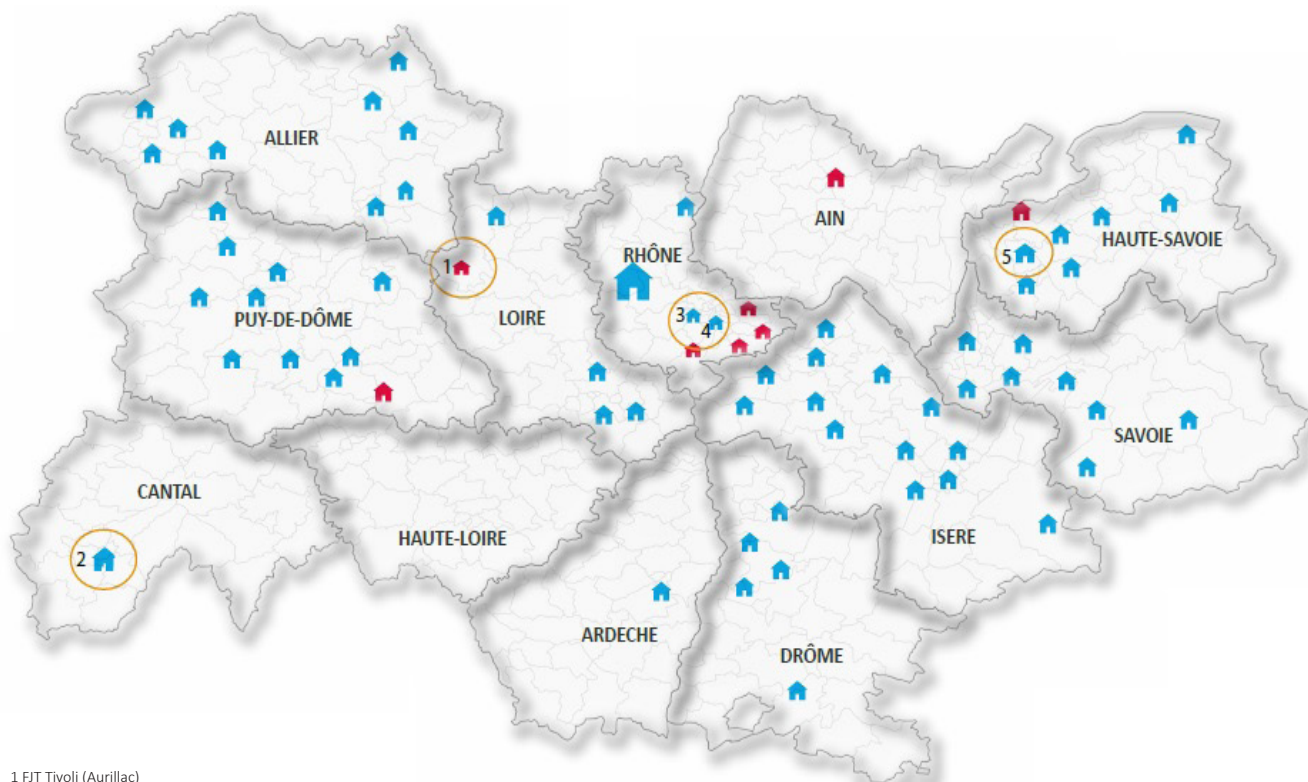 ALLIER
AIN
HAUTE-SAVOIE
RHÔNE
5
1
PUY-DE-DÔME
LOIRE
3
4
SAVOIE
CANTAL
HAUTE-LOIRE
ISERE
2
ARDECHE
DRÔME
1 FJT Tivoli (Aurillac)